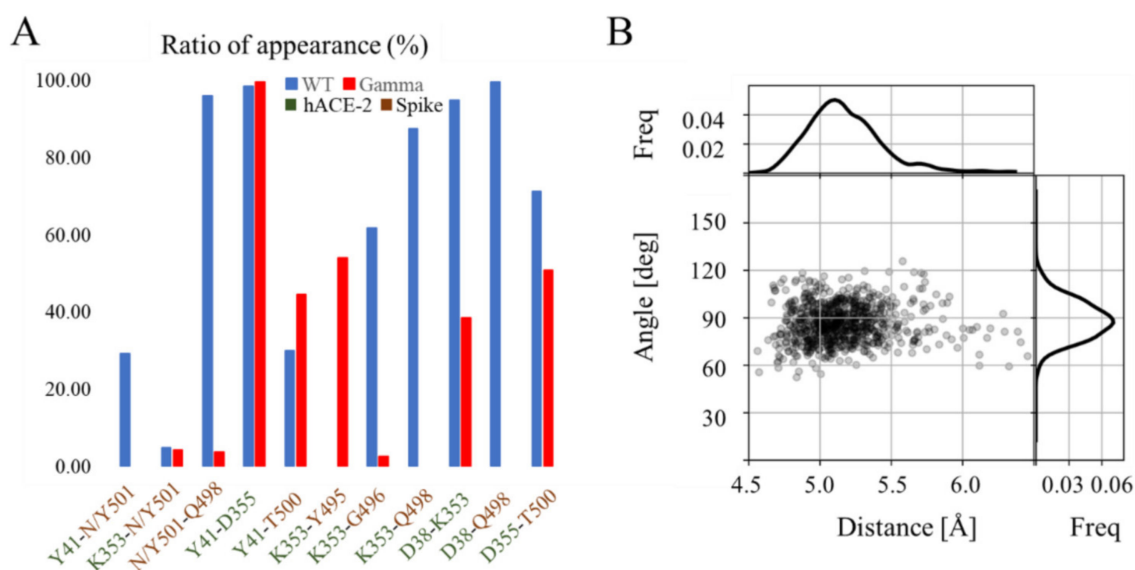 A
Ratio of appearance (%)
WT Gamma
hACE-2 Spike
100.00
80.00
60.00
40.00
20.00
0.00
Y41-N/Y501
K353-N/Y501
N/Y501-Q498
Y41-D355
Y41-T500
K353-Y495
K353-G496
K353-Q498
D38-K353
D38-Q498
D355-T500
B
Freq
0.04
0.02
Angle [deg]
150
120
90
60
30
4.5 5.0 5.5 6.0
Distance [Å]
0.03 0.06
Freq